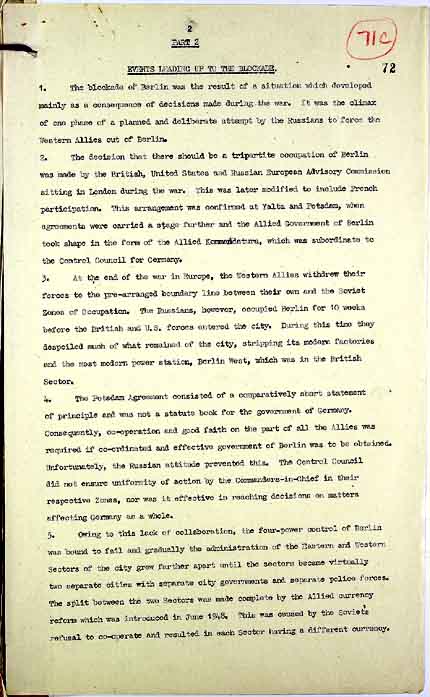 2
PART 2
71c
72
EVENTS LEADING UP TO THE BLOCKADE.
1. The blockade of Berlin was the result of a situation which developed
mainly as a consequence of decisions made during the war. It was the climax
of one phase of a planned and deliberate attempt by the Russians to force the
Western Allies out of Berlin.
2. The decision that there should be a tripartite occupation of Berlin
was made by the British, United States and Russian European Advisory Commission
sitting in London during the war. This was later modified to include French
participation. This arrangement was confirmed at Yalta and Potsdam, when
agreements were carried a stage further and the Allied Government of Berlin
took shape in the form of the Allied Kommandatura, which was subordinate to
the Control Council for Germany.
3. At the end of the war in Europe, the Western Allies withdrew their
forces to the pre-arranged boundary line between their own and the Soviet
Zones of Occupation. The Russians, however, occupied Berlin for 10 weeks
before the British and U.S. forces entered the city. During this time they
despoiled much of what remained of the city, stripping its modern factories
and the most modern power station, Berlin West, which was in the British
Sector.
4. The Potsdam Agreement consisted of a comparatively short statement
of principle and was not a statute book for the government of Germany.
Consequently, co-operation and good faith on the part of all the Allies was
required if co-ordinated and effective government of Berlin was to be obtained.
Unfortunately, the Russian attitude prevented this. The Control Council
did not ensure uniformity of action by the Commanders-in-Chief in their
respective Zones, nor was it effective in reaching decisions on matters
affecting Germany as a whole.
5. Owing to this lack of collaboration, the four-power control of Berlin
was bound to fail and gradually the administration of the Eastern and Western
Sectors of the city grew further apart until the sectors became virtually
two separate cities with separate city governments and separate police forces.
The split between the two Sectors was made complete by the Allied currency
reform which was introduced in June 1948. This was caused by the Soviets
refusal to co-operate and resulted in each Sector having a different currency.